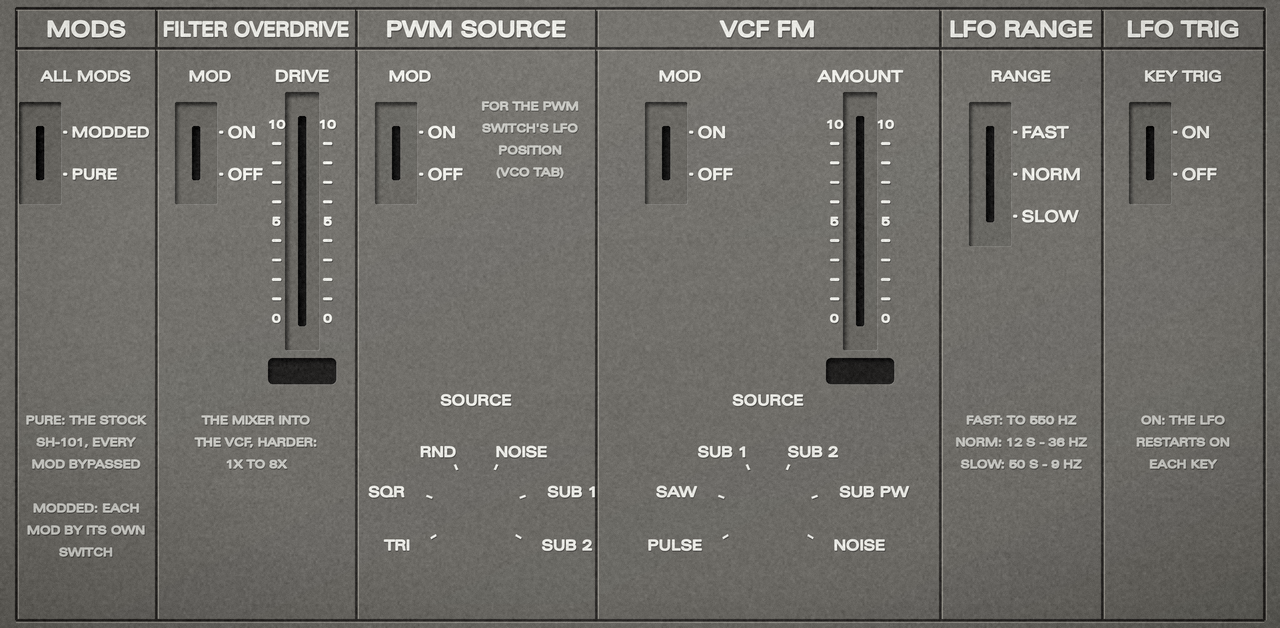 MODS
FILTER OVERDRIVE
PWM SOURCE
VCF FM
LFO RANGE
LFO TRIG
ALL MODS
MODDED
PURE
PURE: THE STOCK
SH-101, EVERY
MOD BYPASSED
MODDED: EACH
MOD BY ITS OWN
SWITCH
MOD
DRIVE
ON
OFF
10 10
5 5
0 0
THE MIXER INTO
THE VCF, HARDER:
1X TO 8X
MOD
ON
OFF
FOR THE PWM
SWITCH'S LFO
POSITION
(VCO TAB)
SOURCE
RND NOISE
SQR SUB 1
TRI SUB 2
MOD
AMOUNT
ON
OFF
10 10
5 5
0 0
SOURCE
SUB 1 SUB 2
SAW SUB PW
PULSE NOISE
RANGE
FAST
NORM
SLOW
FAST: TO 550 HZ
NORM: 12 S - 36 HZ
SLOW: 50 S - 9 HZ
KEY TRIG
ON
OFF
ON: THE LFO
RESTARTS ON
EACH KEY